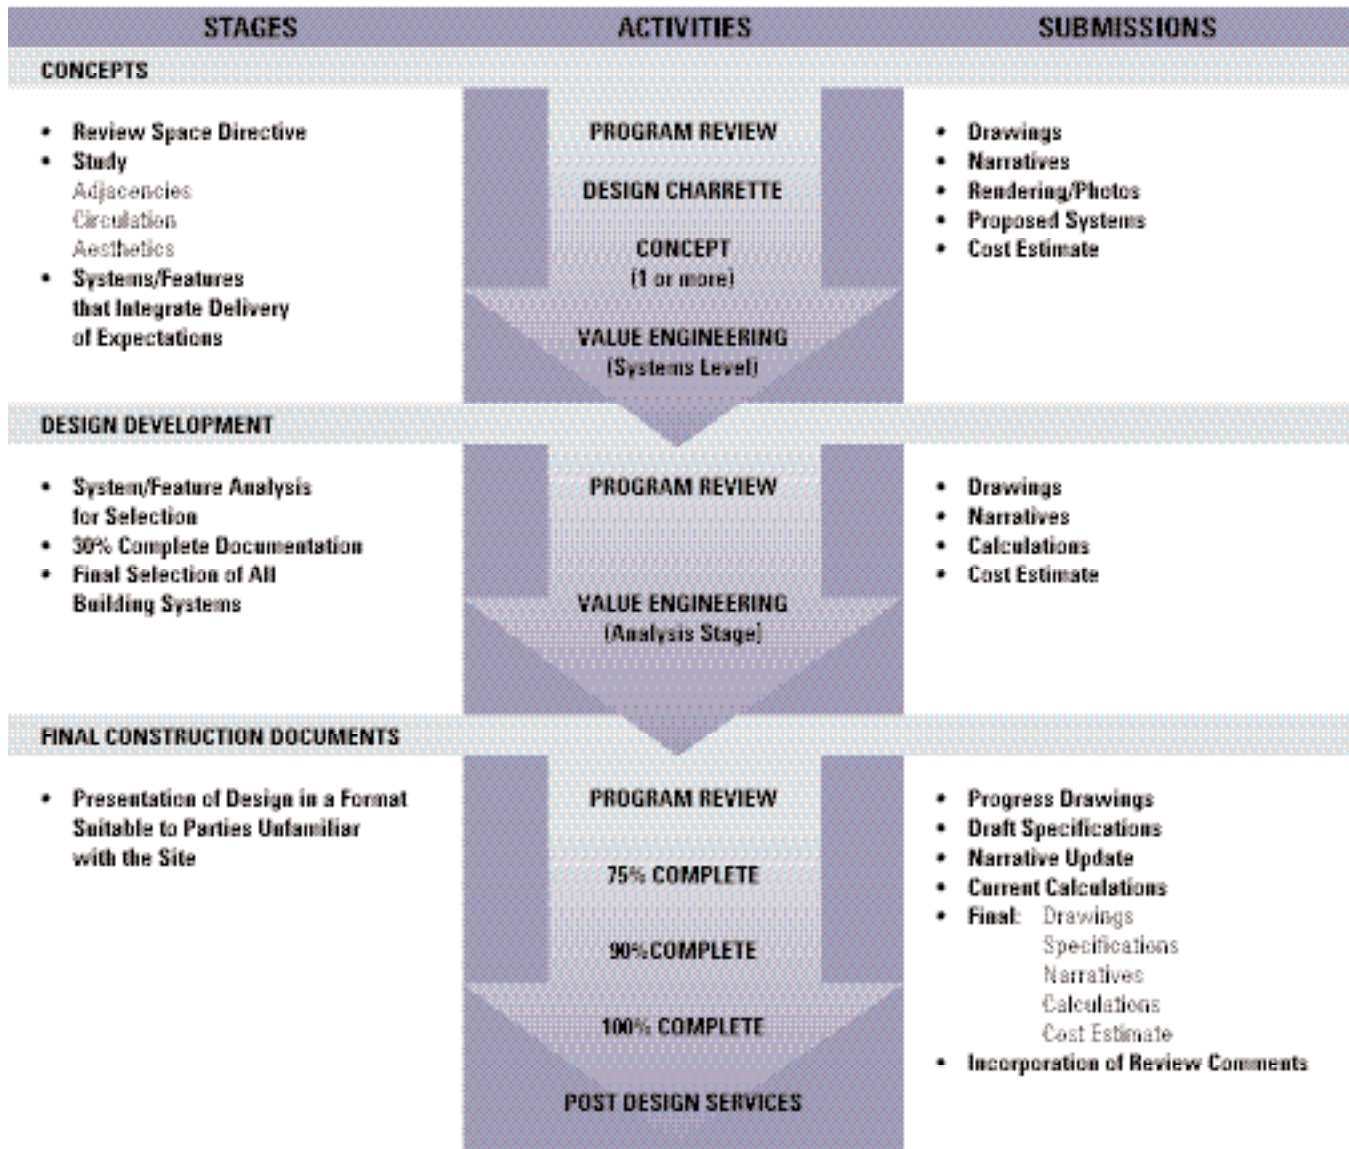 STAGES
ACTIVITIES
SUBMISSIONS
CONCEPTS
• Review Space Directive
• Study
Adjacencies
Circulation
Aesthetics
• Systems/Features
that Integrate Delivery
of Expectations
PROGRAM REVIEW
DESIGN CHARRETTE
CONCEPT
(1 or more)
VALUE ENGINEERING
(Systems Level)
• Drawings
• Narratives
• Rendering/Photos
• Proposed Systems
• Cost Estimate
DESIGN DEVELOPMENT
• System/Feature Analysis
for Selection
• 30% Complete Documentation
• Final Selection of All
Building Systems
PROGRAM REVIEW
VALUE ENGINEERING
(Analysis Stage)
• Drawings
• Narratives
• Calculations
• Cost Estimate
FINAL CONSTRUCTION DOCUMENTS
• Presentation of Design in a Format
Suitable to Parties Unfamiliar
with the Site
PROGRAM REVIEW
75% COMPLETE
90%COMPLETE
100% COMPLETE
POST DESIGN SERVICES
• Progress Drawings
• Draft Specifications
• Narrative Update
• Current Calculations
• Final: Drawings
Specifications
Narratives
Calculations
Cost Estimate
• Incorporation of Review Comments